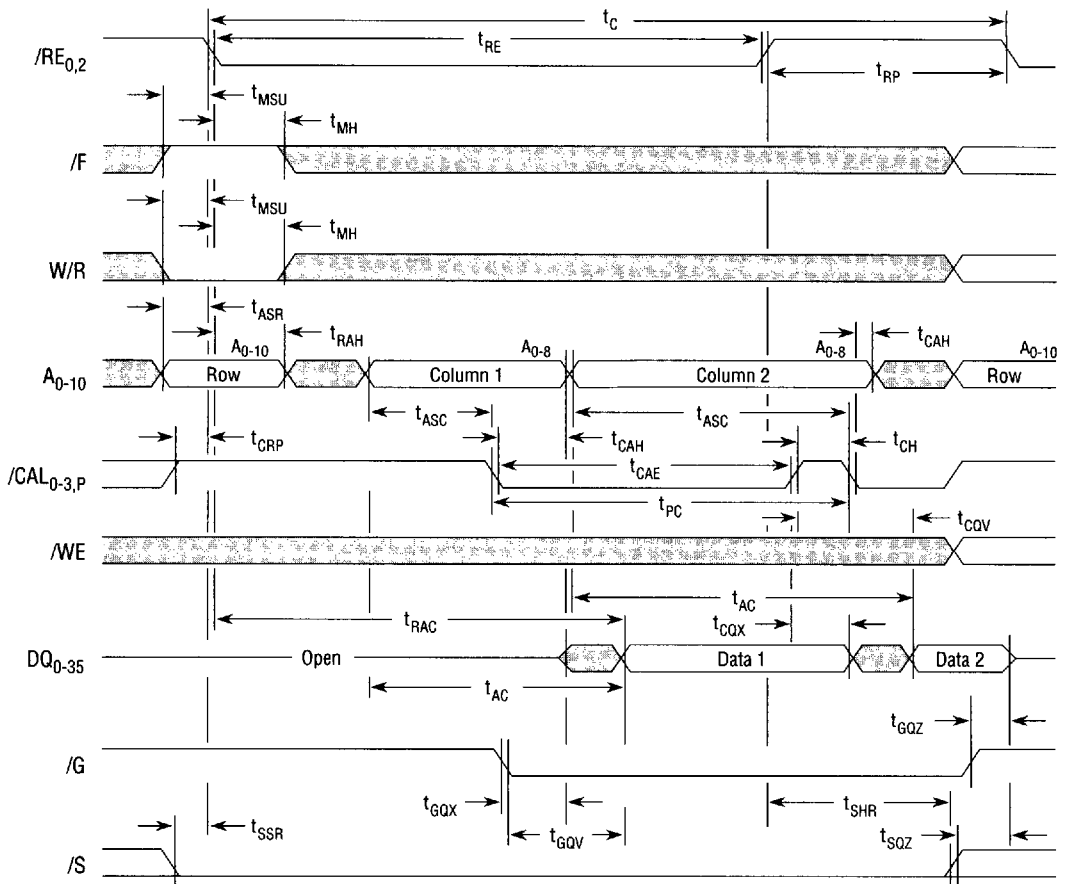 tC
/RE0,2
tRE
tRP
tMSU
tMH
/F
tMSU
tMH
W/R
tASR
tRAH
tCAH
A0-10 A0-8 A0-8 A0-10
A0-10 Row Column 1 Column 2 Row
tASC tASC
tCRP tCAH tCH
/CAL0-3,P
tCAE
tPC
tCQV
/WE
tAC
tRAC tCQX
DQ0-35 Open Data 1 Data 2
tAC
tGQZ
/G
tGQX tSHR
tSSR tGQV tSQZ
/S